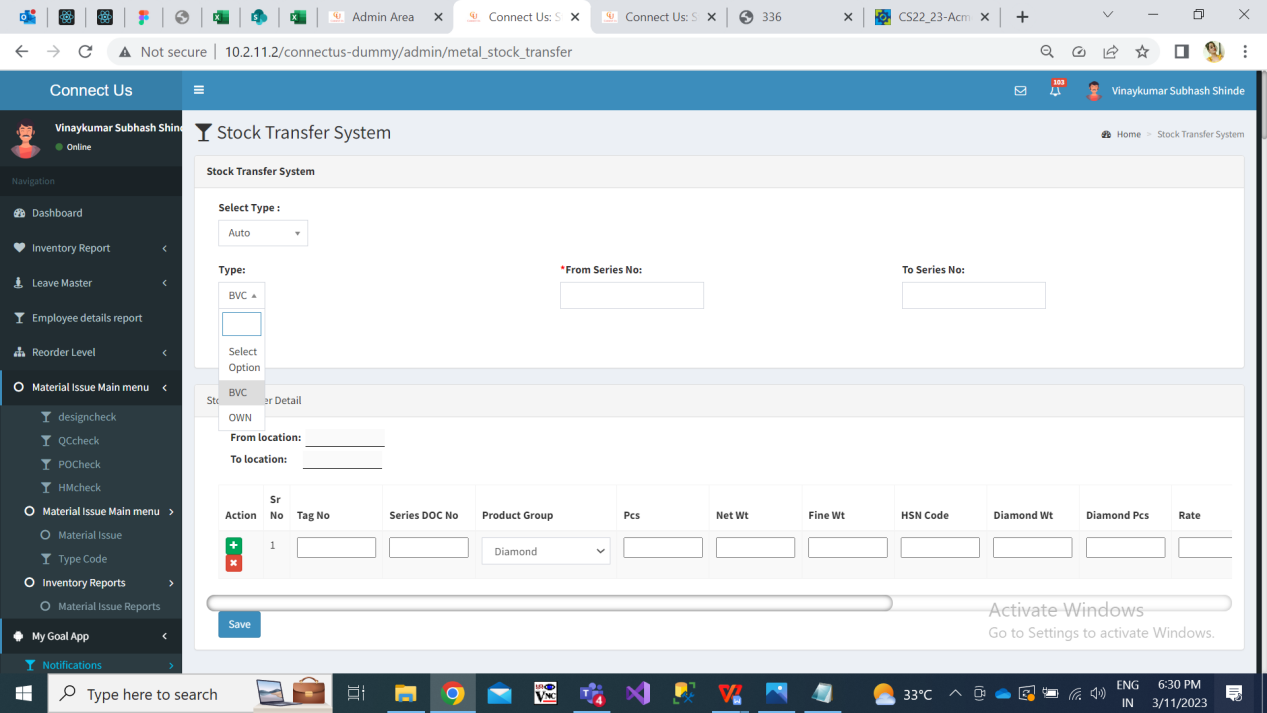 Admin Area
Connect Us: S
Connect Us: S
336
CS22_23-Acm
Not secure
10.2.11.2/connectus-dummy/admin/metal_stock_transfer
Connect Us
103
Vinaykumar Subhash Shinde
Vinaykumar Subhash Shind
Online
Stock Transfer System
Home
Stock Transfer System
Stock Transfer System
Navigation
Dashboard
Inventory Report
Leave Master
Employee details report
Reorder Level
Material Issue Main menu
designcheck
QCcheck
POCheck
HMcheck
Material Issue Main menu
Material Issue
Type Code
Inventory Reports
Material Issue Reports
My Goal App
Notifications
Select Type :
Auto
Type:
*From Series No:
To Series No:
BVC
Select
Option
BVC
OWN
Sto er Detail
From location:
To location:
Action Sr No Tag No Series DOC No Product Group Pcs Net Wt Fine Wt HSN Code Diamond Wt Diamond Pcs Rate
1 Diamond
Save
Activate Windows
Go to Settings to activate Windows.
Type here to search
4
33°C
ENG
IN
6:30 PM
3/11/2023